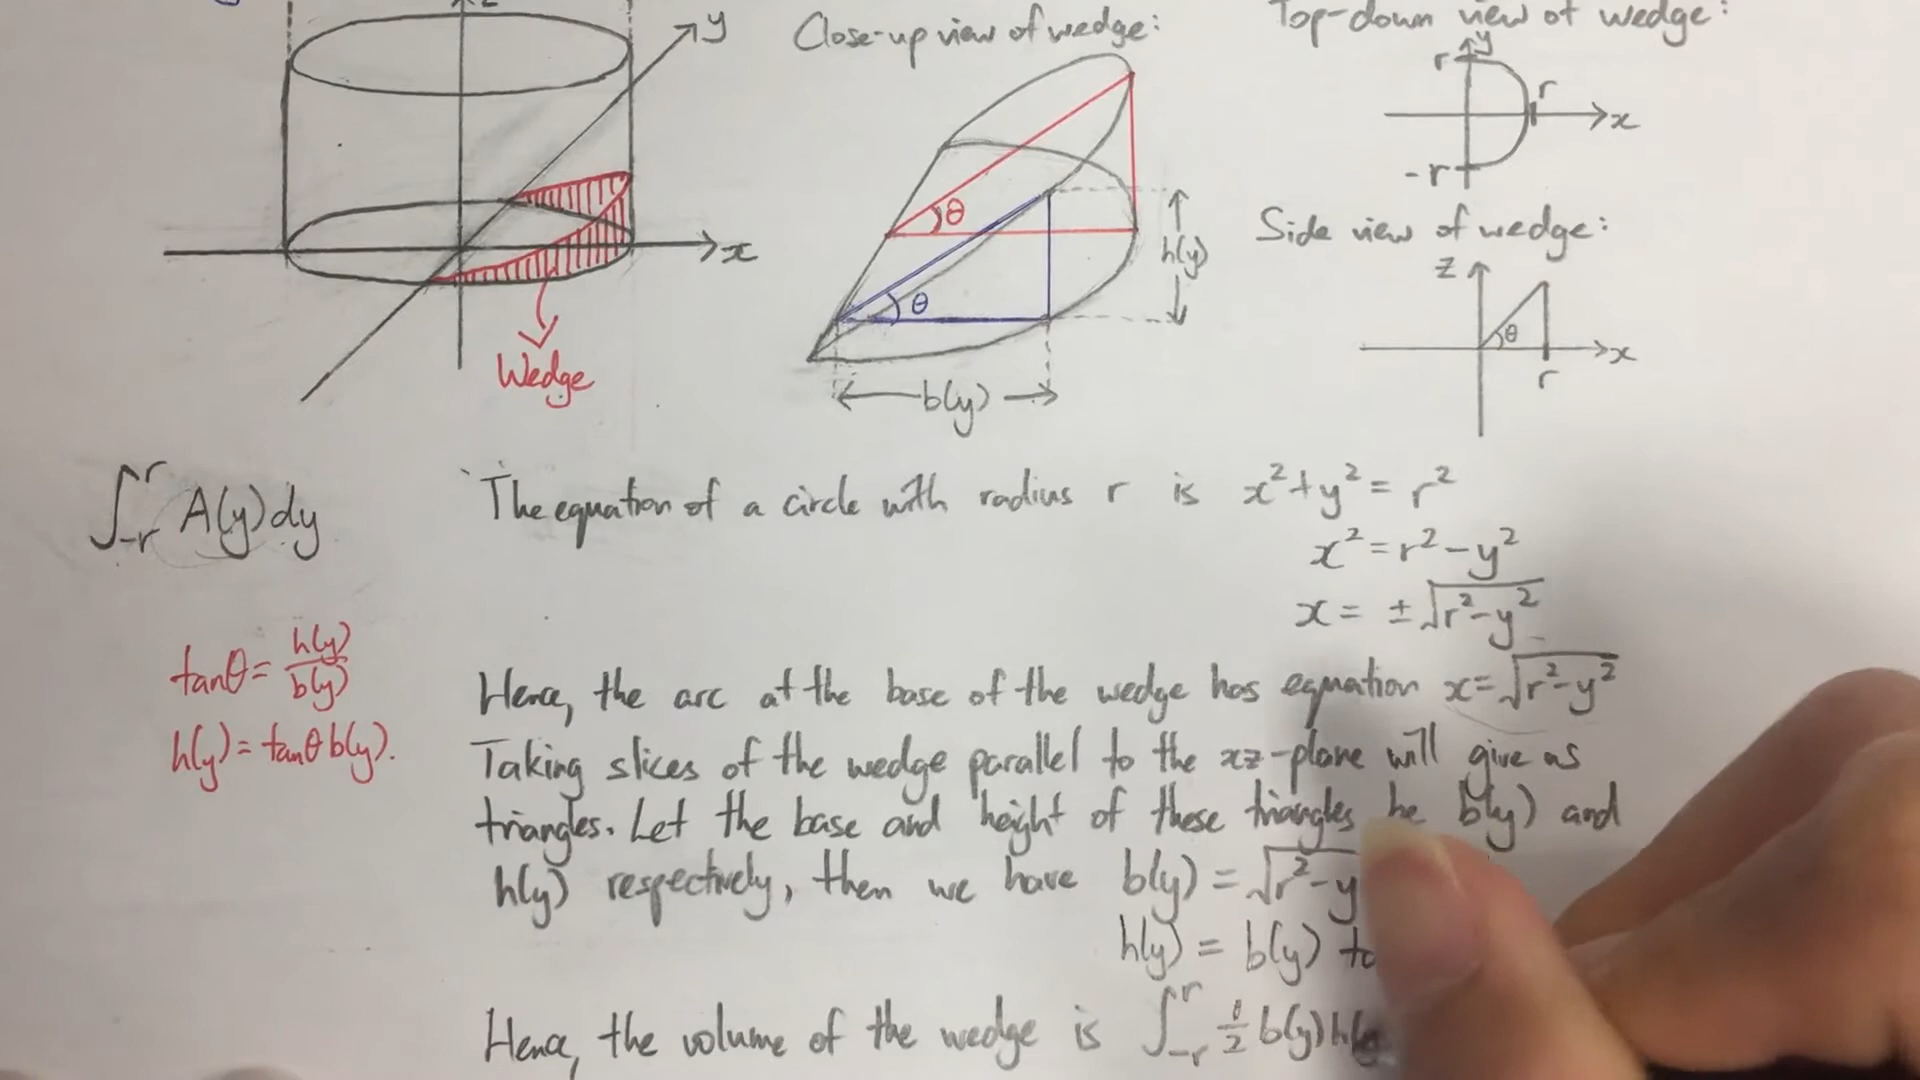 z
y
x
Wedge
Close-up view of wedge:
θ
θ
h(y)
b(y)
Top-down view of wedge:
y
r
r
x
-r
Side view of wedge:
z
θ
x
r
∫_{-r}^{r} A(y)dy
tanθ = h(y)/b(y)
h(y) = tanθ b(y).
The equation of a circle with radius r is x² + y² = r²
x² = r² - y²
x = ±√(r² - y²)
Hence, the arc at the base of the wedge has equation x = √(r² - y²)
Taking slices of the wedge parallel to the xz-plane will give us
triangles. Let the base and height of these triangles be b(y) and
h(y) respectively, then we have b(y) = √r² - y
h(y) = b(y)
Hence, the volume of the wedge is ∫_{-r}^{r} ½ b(y)h(y